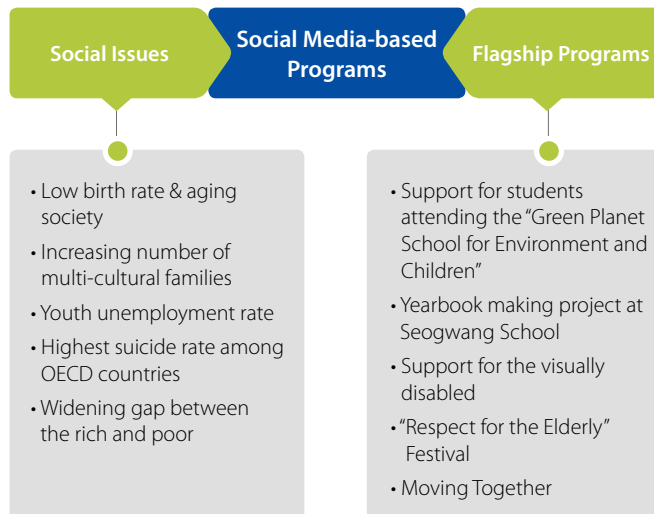 Social Issues
Social Media-based
Programs
Flagship Programs
• Low birth rate & aging
society
• Increasing number of
multi-cultural families
• Youth unemployment rate
• Highest suicide rate among
OECD countries
• Widening gap between
the rich and poor
• Support for students
attending the “Green Planet
School for Environment and
Children”
• Yearbook making project at
Seogwang School
• Support for the visually
disabled
• “Respect for the Elderly”
Festival
• Moving Together